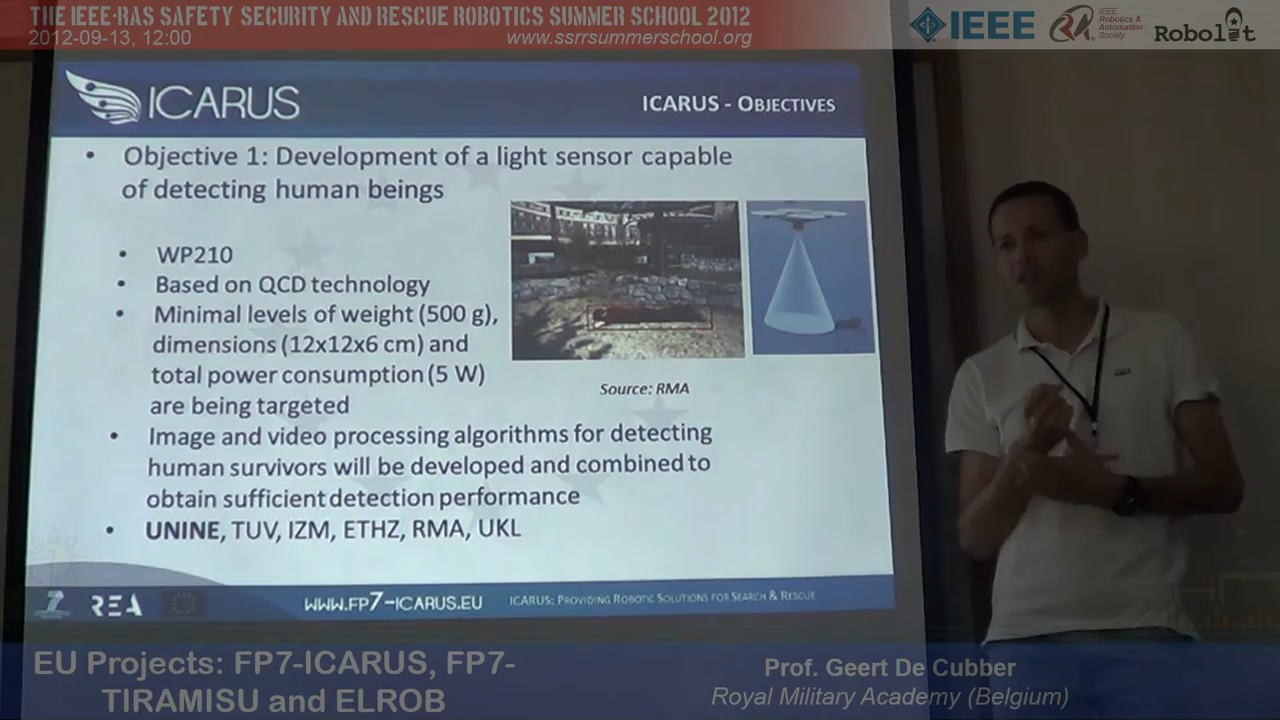 THE IEEE-RAS SAFETY SECURITY AND RESCUE ROBOTICS SUMMER SCHOOL 2012
2012-09-13, 12:00
www.ssrrsummerschool.org
IEEE
IEEE
Robotics &
Automation
Society
Robolit
ICARUS
ICARUS - OBJECTIVES
• Objective 1: Development of a light sensor capable
of detecting human beings
• WP210
• Based on QCD technology
• Minimal levels of weight (500 g),
dimensions (12x12x6 cm) and
total power consumption (5 W)
are being targeted
Source: RMA
• Image and video processing algorithms for detecting
human survivors will be developed and combined to
obtain sufficient detection performance
• UNINE, TUV, IZM, ETHZ, RMA, UKL
REA
WWW.FP7-ICARUS.EU
ICARUS: PROVIDING ROBOTIC SOLUTIONS FOR SEARCH & RESCUE
EU Projects: FP7-ICARUS, FP7-
TIRAMISU and ELROB
Prof. Geert De Cubber
Royal Military Academy (Belgium)